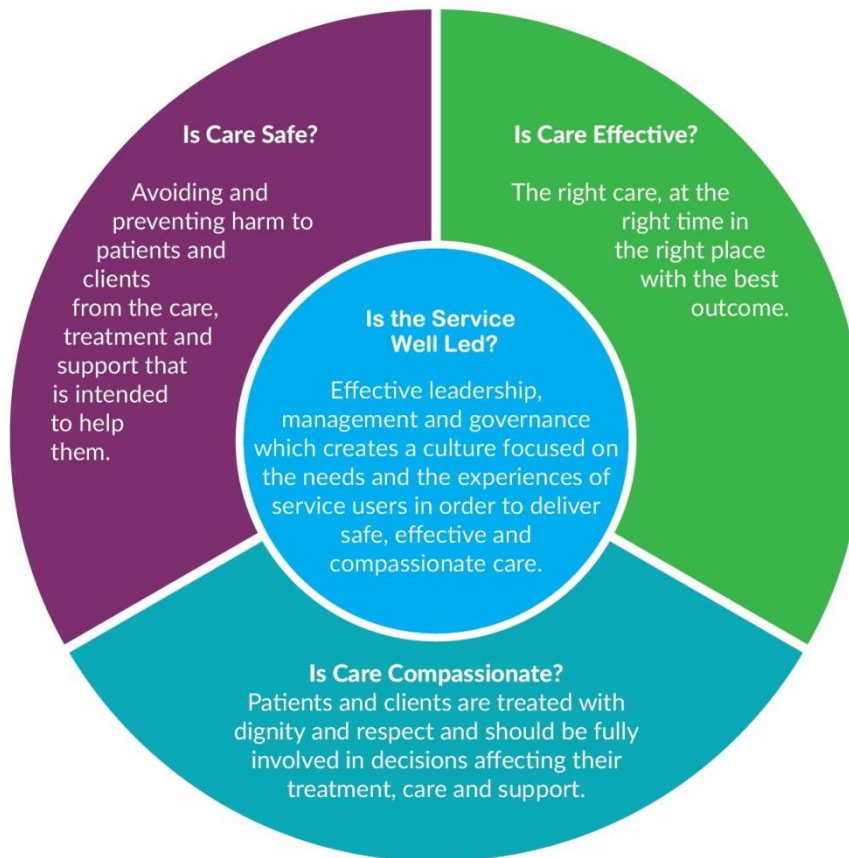 Is Care Safe?
Avoiding and
preventing harm to
patients and
clients
from the care,
treatment and
support that
is intended
to help
them.
Is Care Effective?
The right care, at the
right time in
the right place
with the best
outcome.
Is the Service
Well Led?
Effective leadership,
management and governance
which creates a culture focused on
the needs and the experiences of
service users in order to deliver
safe, effective and
compassionate care.
Is Care Compassionate?
Patients and clients are treated with
dignity and respect and should be fully
involved in decisions affecting their
treatment, care and support.